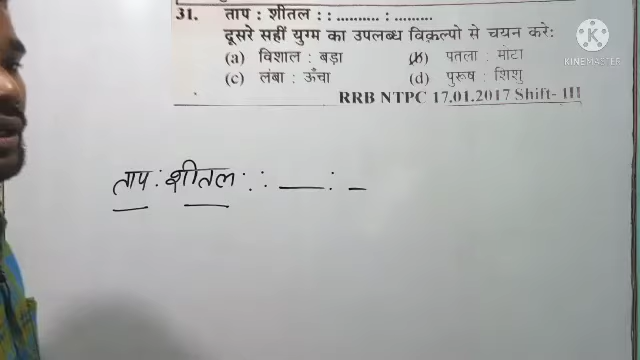 31. ताप : शीतल : : .......... : .........
दूसरे सहीं युग्म का उपलब्ध विकल्पो से चयन करे:
(a) विशाल : बड़ा (b) पतला : मोटा
(c) लंबा : ऊँचा (d) पुरूष : शिशु
RRB NTPC 17.01.2017 Shift- III
KINEMASTER
ताप : शीतल : : __ : _